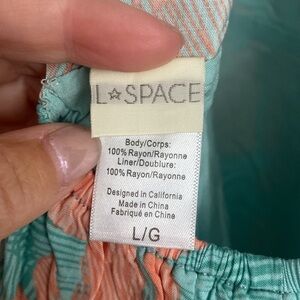 L☆SPACE
Body/Corps:
100% Rayon/Rayonne
Liner/Doublure:
100% Rayon/Rayonne
Designed in California
Made in China
Fabriqué en Chine
L/G